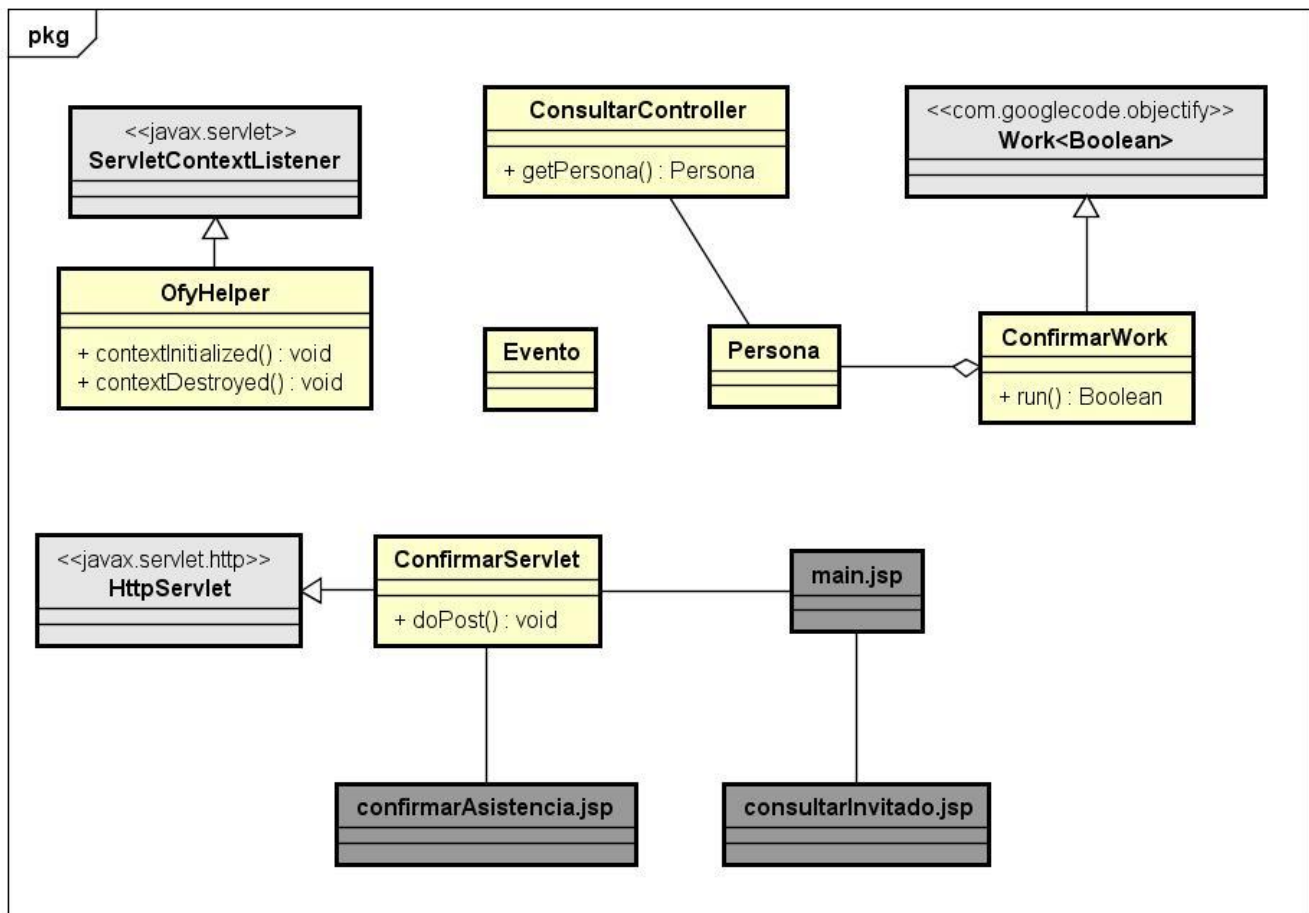 pkg
<<javax.servlet>>
ServletContextListener
ConsultarController
+ getPersona() : Persona
<<com.googlecode.objectify>>
Work<Boolean>
OfyHelper
+ contextInitialized() : void
+ contextDestroyed() : void
Evento
Persona
ConfirmarWork
+ run() : Boolean
<<javax.servlet.http>>
HttpServlet
ConfirmarServlet
+ doPost() : void
main.jsp
confirmarAsistencia.jsp
consultarInvitado.jsp